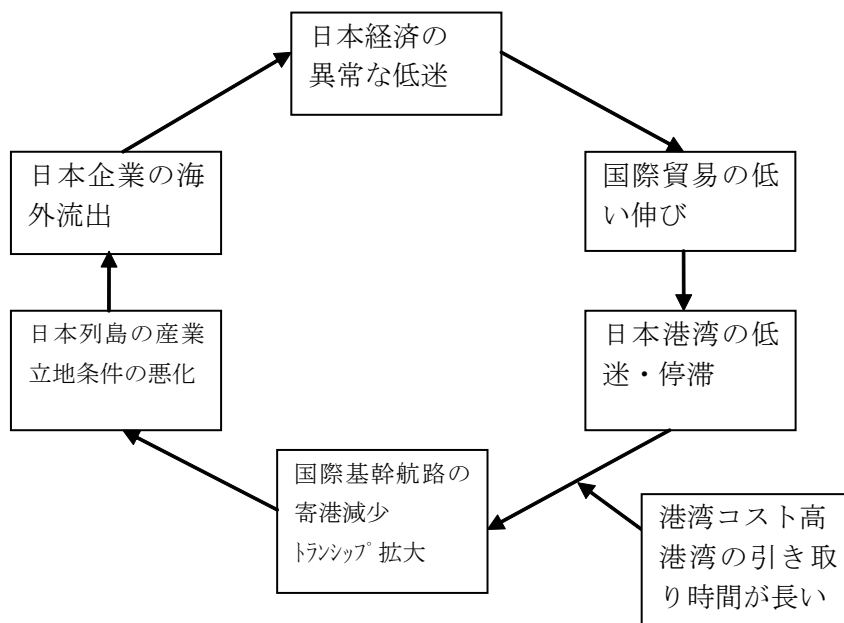 日本経済の
異常な低迷
日本企業の海
外流出
国際貿易の低
い伸び
日本列島の産業
立地条件の悪化
日本港湾の低
迷・停滞
国際基幹航路の
寄港減少
ﾄﾗﾝｼｯﾌﾟ拡大
港湾コスト高
港湾の引き取
り時間が長い